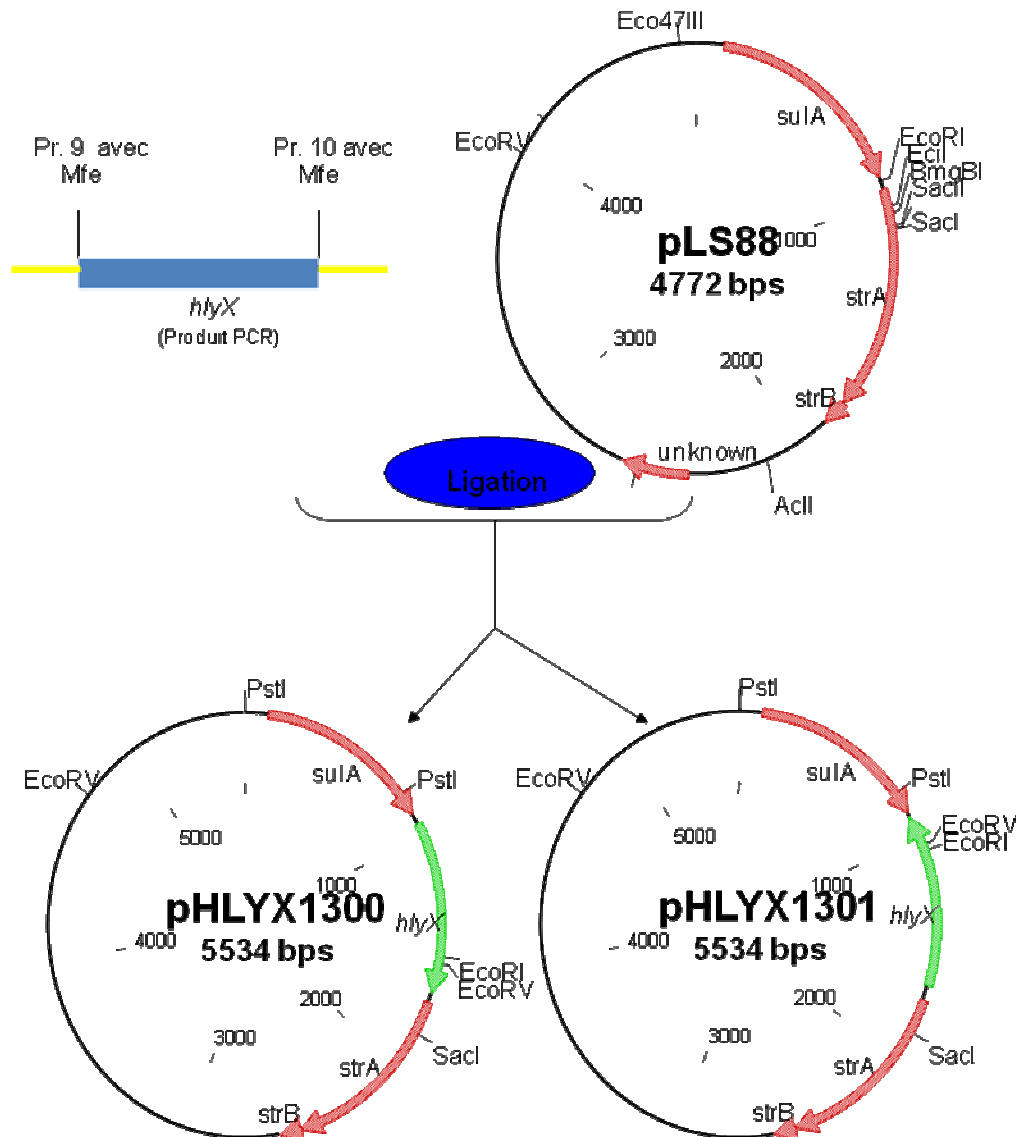 Eco47III
sulA
EcoRV
EcoRI
EciI
BmgBI
SacII
SacI
Pr. 9 avec
Mfe
Pr. 10 avec
Mfe
4000
1000
pLS88
4772 bps
hlyX
(Produit PCR)
strA
3000
2000
strB
unknown
Ligation
AclI
PstI
EcoRV
sulA
PstI
5000
1000
pHLYX1300
5534 bps
hlyX
4000
EcoRI
EcoRV
2000
3000
SacI
strA
strB
PstI
EcoRV
sulA
PstI
EcoRV
EcoRI
5000
1000
pHLYX1301
5534 bps
hlyX
4000
2000
3000
SacI
strA
strB